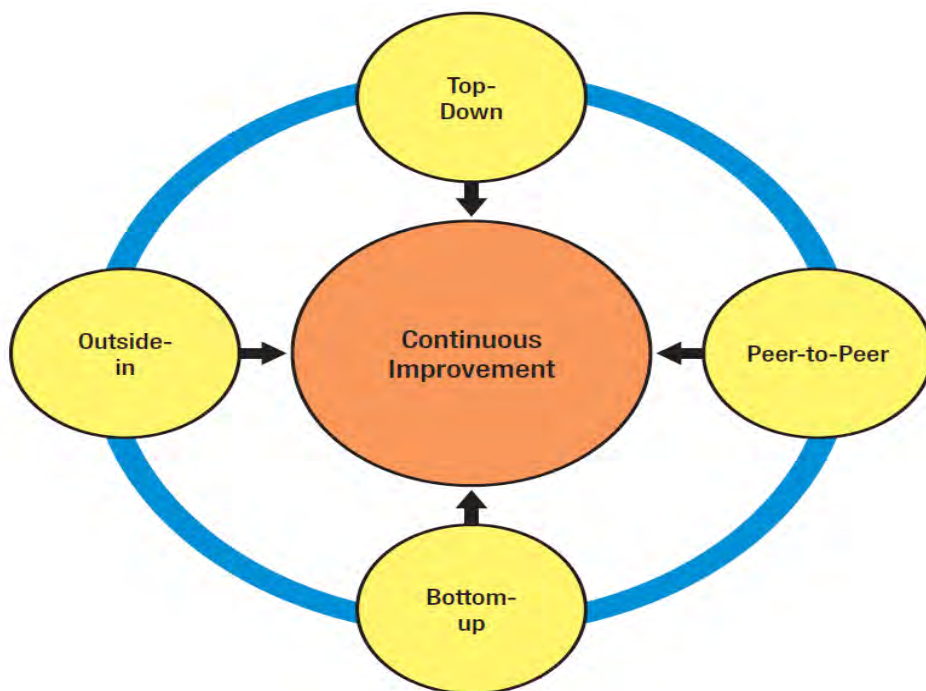 Top-
Down
Outside-
in
Continuous
Improvement
Peer-to-Peer
Bottom-
up